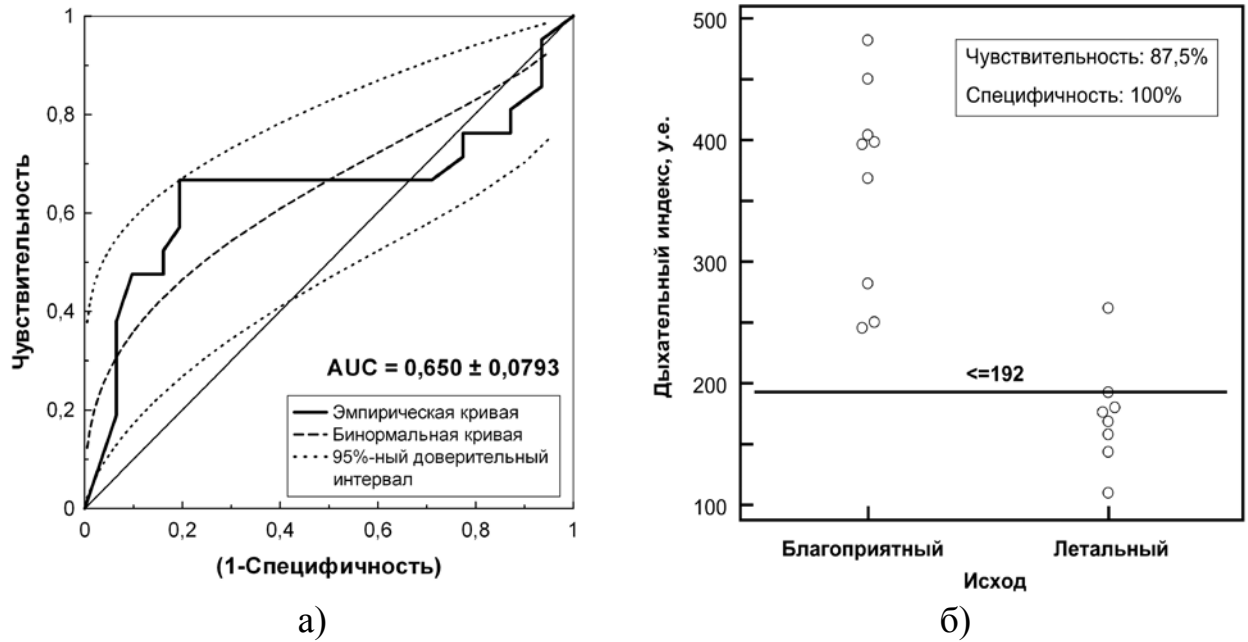 1
0,8
0,6
0,4
0,2
0
0
0,2
0,4
0,6
0,8
1
Чувствительность
(1-Специфичность)
AUC = 0,650 ± 0,0793
Эмпирическая кривая
Бинормальная кривая
95%-ный доверительный
интервал
а)
500
400
300
200
100
Дыхательный индекс, у.е.
Чувствительность: 87,5%
Специфичность: 100%
<=192
Благоприятный
Летальный
Исход
б)